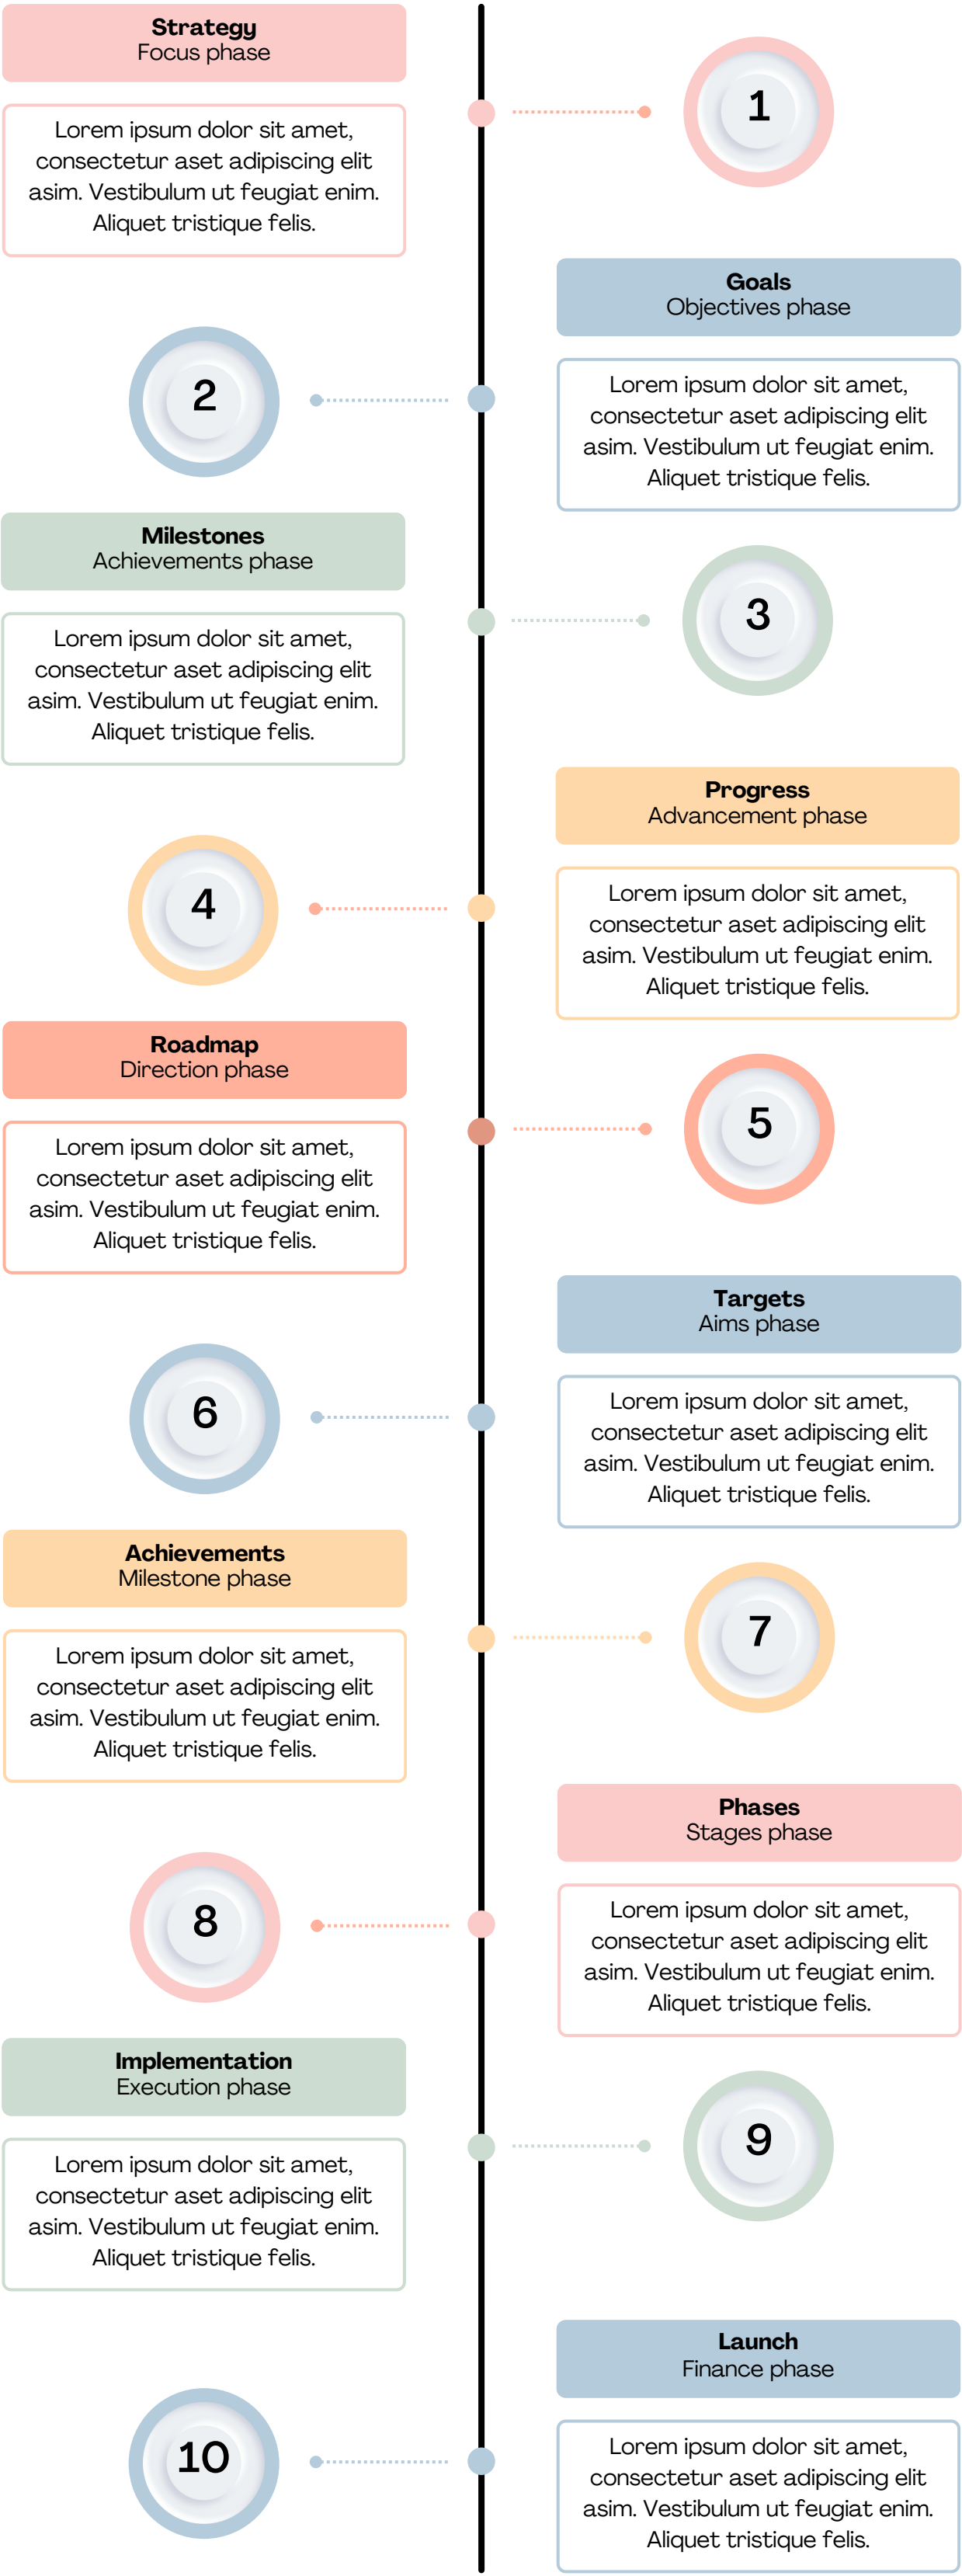 Strategy
Focus phase
1
Lorem ipsum dolor sit amet,
consectetur aset adipiscing elit
asim. Vestibulum ut feugiat enim.
Aliquet tristique felis.
Goals
Objectives phase
2
Lorem ipsum dolor sit amet,
consectetur aset adipiscing elit
asim. Vestibulum ut feugiat enim.
Aliquet tristique felis.
Milestones
Achievements phase
3
Lorem ipsum dolor sit amet,
consectetur aset adipiscing elit
asim. Vestibulum ut feugiat enim.
Aliquet tristique felis.
Progress
Advancement phase
4
Lorem ipsum dolor sit amet,
consectetur aset adipiscing elit
asim. Vestibulum ut feugiat enim.
Aliquet tristique felis.
Roadmap
Direction phase
5
Lorem ipsum dolor sit amet,
consectetur aset adipiscing elit
asim. Vestibulum ut feugiat enim.
Aliquet tristique felis.
Targets
Aims phase
6
Lorem ipsum dolor sit amet,
consectetur aset adipiscing elit
asim. Vestibulum ut feugiat enim.
Aliquet tristique felis.
Achievements
Milestone phase
7
Lorem ipsum dolor sit amet,
consectetur aset adipiscing elit
asim. Vestibulum ut feugiat enim.
Aliquet tristique felis.
Phases
Stages phase
8
Lorem ipsum dolor sit amet,
consectetur aset adipiscing elit
asim. Vestibulum ut feugiat enim.
Aliquet tristique felis.
Implementation
Execution phase
9
Lorem ipsum dolor sit amet,
consectetur aset adipiscing elit
asim. Vestibulum ut feugiat enim.
Aliquet tristique felis.
Launch
Finance phase
10
Lorem ipsum dolor sit amet,
consectetur aset adipiscing elit
asim. Vestibulum ut feugiat enim.
Aliquet tristique felis.